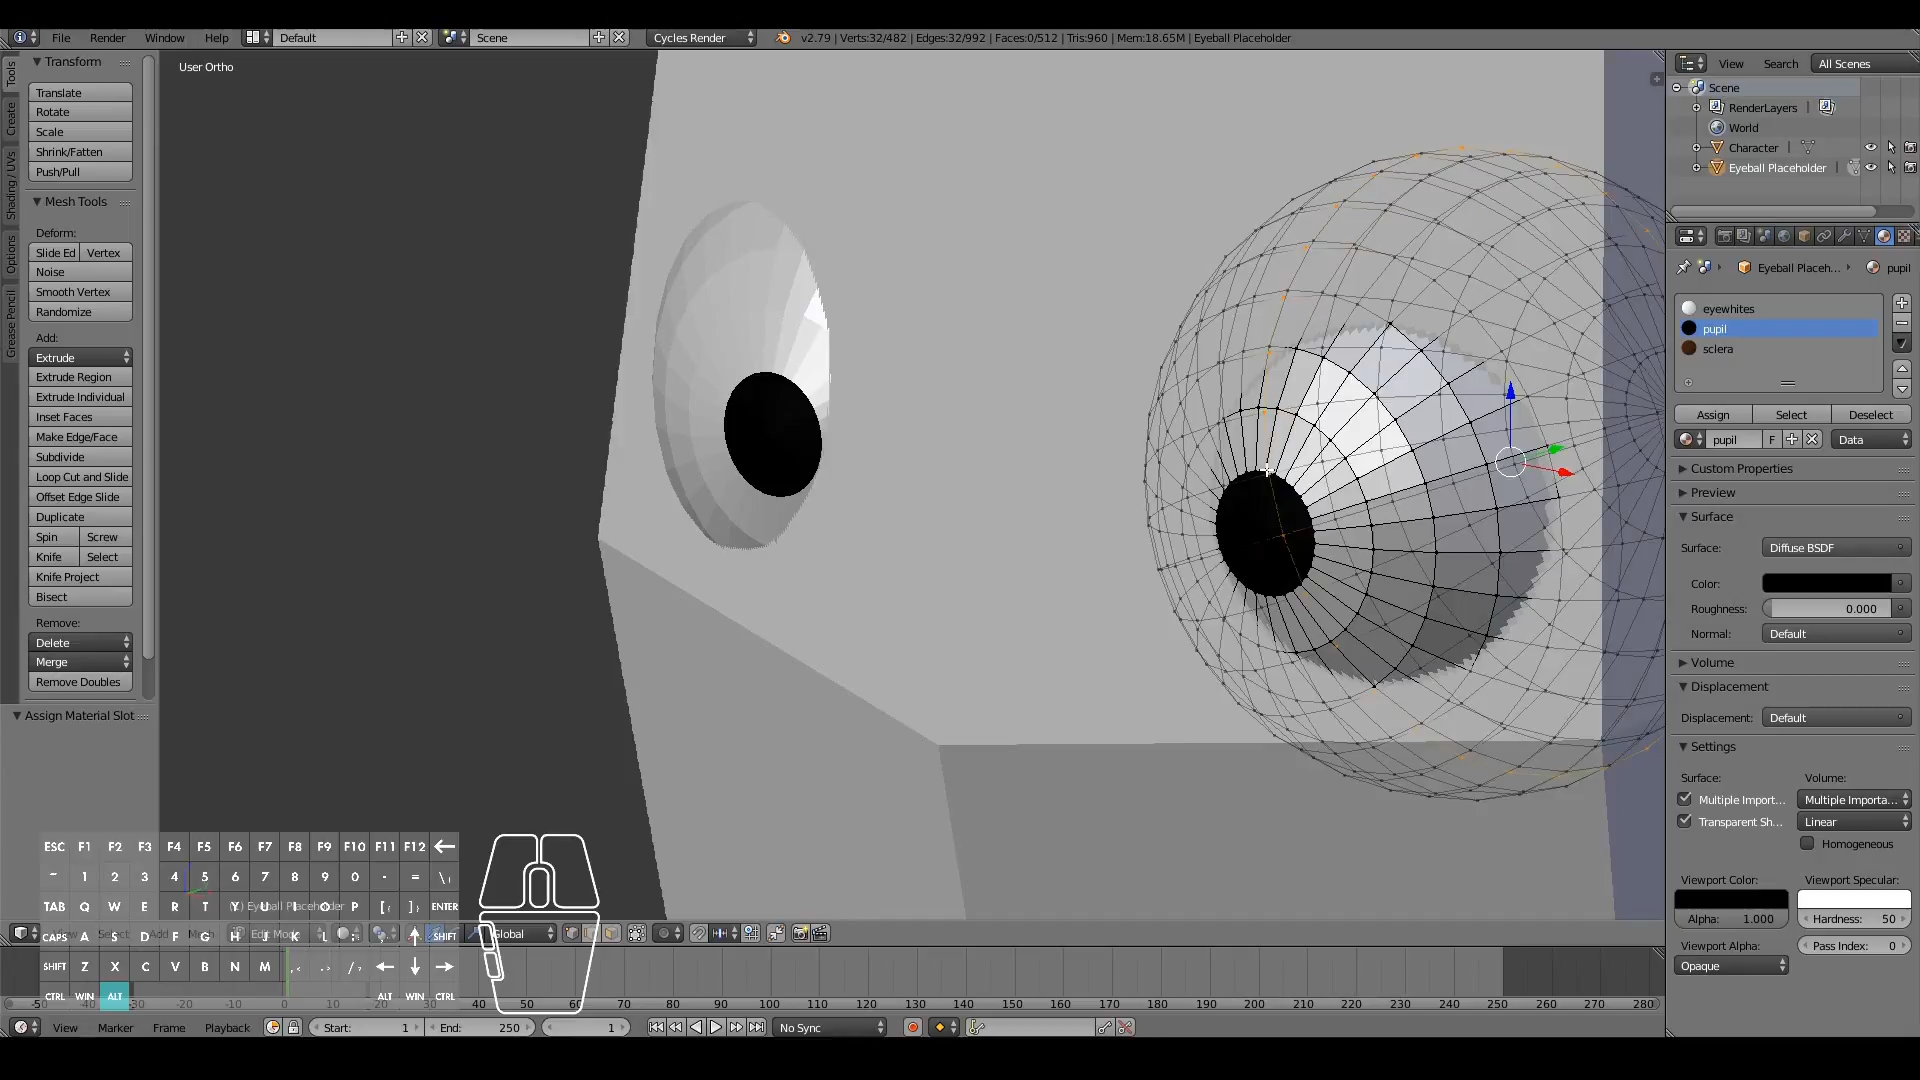 File Render Window Help Default Scene Cycles Render v2.79 | Verts:32/482 | Edges:32/992 | Faces:0/512 | Tris:960 | Mem:18.65M | Eyeball Placeholder
User Ortho
Tools
Create
Shading / UVs
Options
Grease Pencil
Transform
Translate
Rotate
Scale
Shrink/Fatten
Push/Pull
Mesh Tools
Deform:
Slide Ed Vertex
Noise
Smooth Vertex
Randomize
Add:
Extrude
Extrude Region
Extrude Individual
Inset Faces
Make Edge/Face
Subdivide
Loop Cut and Slide
Offset Edge Slide
Duplicate
Spin Screw
Knife Select
Knife Project
Bisect
Remove:
Delete
Merge
Remove Doubles
Assign Material Slot
View Search All Scenes
Scene
RenderLayers
World
Character
Eyeball Placeholder
Eyeball Placeh... pupil
eyewhites
pupil
sclera
Assign Select Deselect
pupil F Data
Custom Properties
Preview
Surface
Surface: Diffuse BSDF
Color:
Roughness: 0.000
Normal: Default
Volume
Displacement
Displacement: Default
Settings
Surface: Volume:
Multiple Import... Multiple Importa...
Transparent Sh... Linear
Homogeneous
Viewport Color: Viewport Specular:
Alpha: 1.000 Hardness: 50
Viewport Alpha: Pass Index: 0
Opaque
ESC F1 F2 F3 F4 F5 F6 F7 F8 F9 F10 F11 F12 ←
~ 1 2 3 4 5 6 7 8 9 0 - = \
TAB Q W E R T Y U I O P [ ] ENTER
(1) Eyeball Placeholder
CAPS A S D F G H J K L ; ↑ SHIFT
View Select Add Mesh Edit Mode Global
SHIFT Z X C V B N M , . / ← ↓ →
CTRL WIN ALT ALT WIN CTRL
-50 -30 -20 -10 0 10 20 30 40 50 60 70 80 90 100 110 120 130 140 150 160 170 180 190 200 210 220 230 240 250 260 270 280
View Marker Frame Playback Start: 1 End: 250 1 No Sync